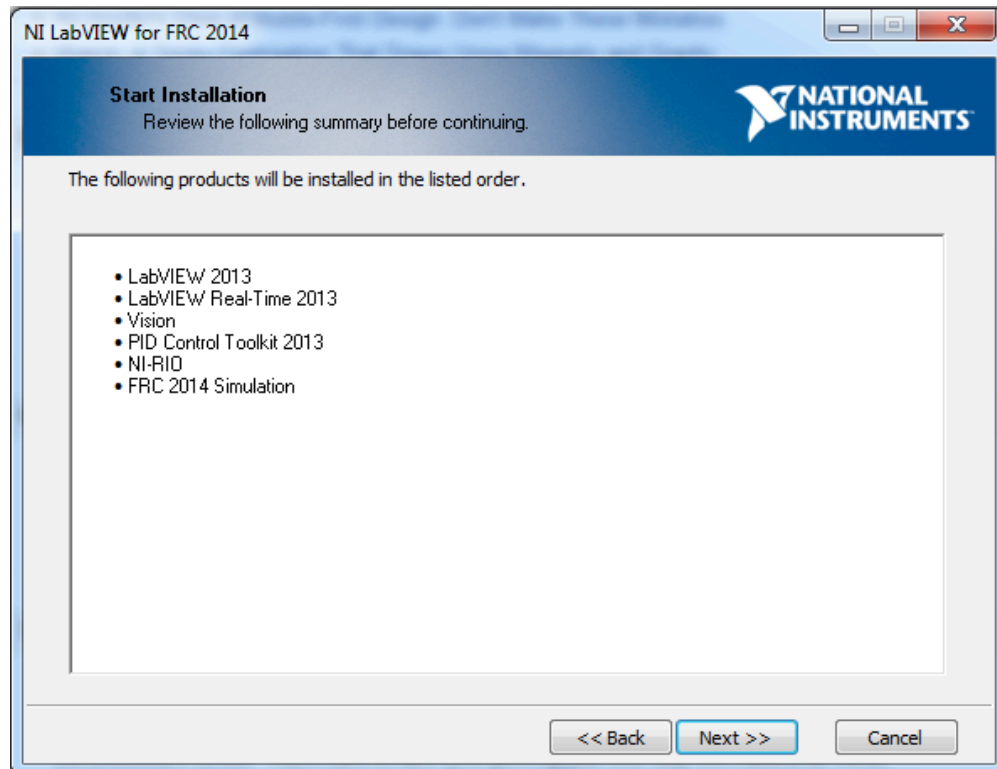 NI LabVIEW for FRC 2014
Start Installation
Review the following summary before continuing.
NATIONAL
INSTRUMENTS
The following products will be installed in the listed order.
• LabVIEW 2013
• LabVIEW Real-Time 2013
• Vision
• PID Control Toolkit 2013
• NI-RIO
• FRC 2014 Simulation
<< Back Next >> Cancel